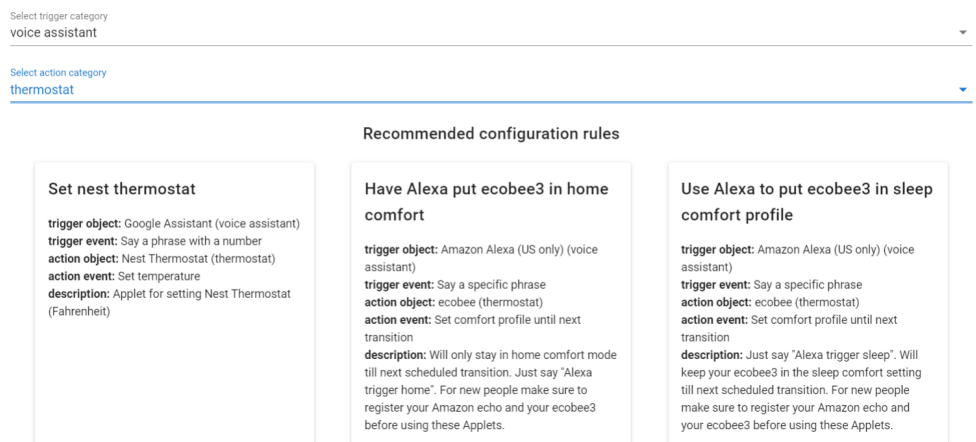 Select trigger category
voice assistant
Select action category
thermostat
Recommended configuration rules
Set nest thermostat
trigger object: Google Assistant (voice assistant)
trigger event: Say a phrase with a number
action object: Nest Thermostat (thermostat)
action event: Set temperature
description: Applet for setting Nest Thermostat
(Fahrenheit)
Have Alexa put ecobee3 in home
comfort
trigger object: Amazon Alexa (US only) (voice
assistant)
trigger event: Say a specific phrase
action object: ecobee (thermostat)
action event: Set comfort profile until next
transition
description: Will only stay in home comfort mode
till next scheduled transition. Just say "Alexa
trigger home". For new people make sure to
register your Amazon echo and your ecobee3
before using these Applets.
Use Alexa to put ecobee3 in sleep
comfort profile
trigger object: Amazon Alexa (US only) (voice
assistant)
trigger event: Say a specific phrase
action object: ecobee (thermostat)
action event: Set comfort profile until next
transition
description: Just say "Alexa trigger sleep". Will
keep your ecobee3 in the sleep comfort setting
till next scheduled transition. For new people
make sure to register your Amazon echo and
your ecobee3 before using these Applets.